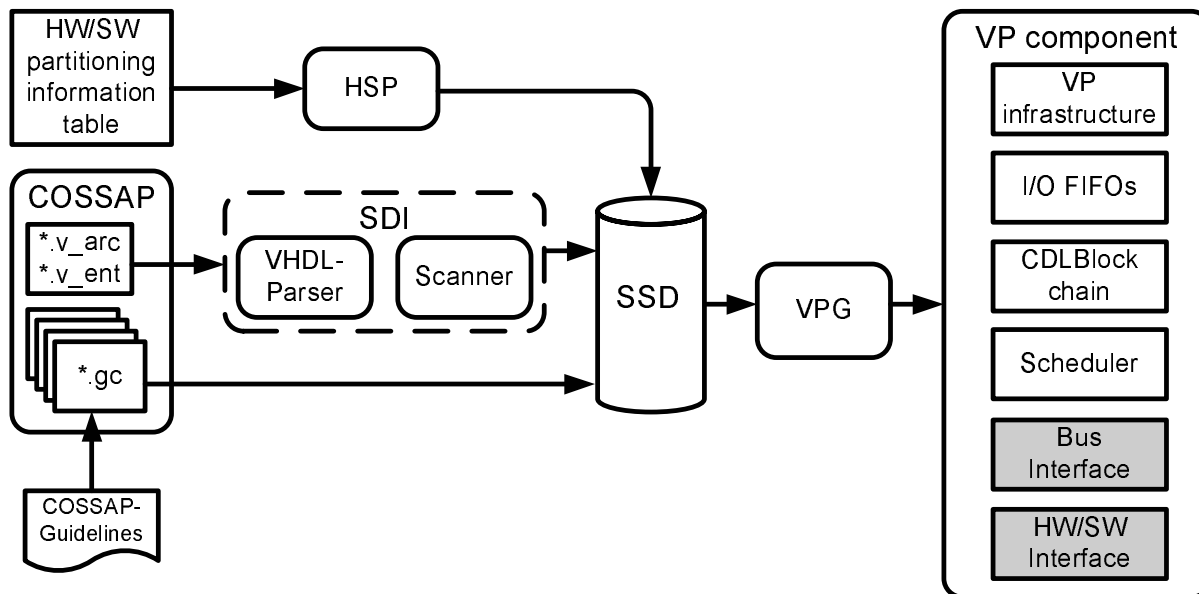 HW/SW
partitioning
information
table
HSP
COSSAP
*.v_arc
*.v_ent
*.gc
COSSAP-
Guidelines
SDI
VHDL-
Parser
Scanner
SSD
VPG
VP component
VP
infrastructure
I/O FIFOs
CDLBlock
chain
Scheduler
Bus
Interface
HW/SW
Interface